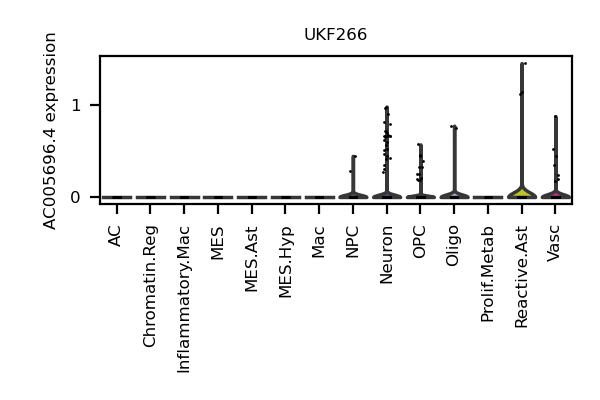 UKF266
AC005696.4 expression
1
0
AC
Chromatin.Reg
Inflammatory.Mac
MES
MES.Ast
MES.Hyp
Mac
NPC
Neuron
OPC
Oligo
Prolif.Metab
Reactive.Ast
Vasc